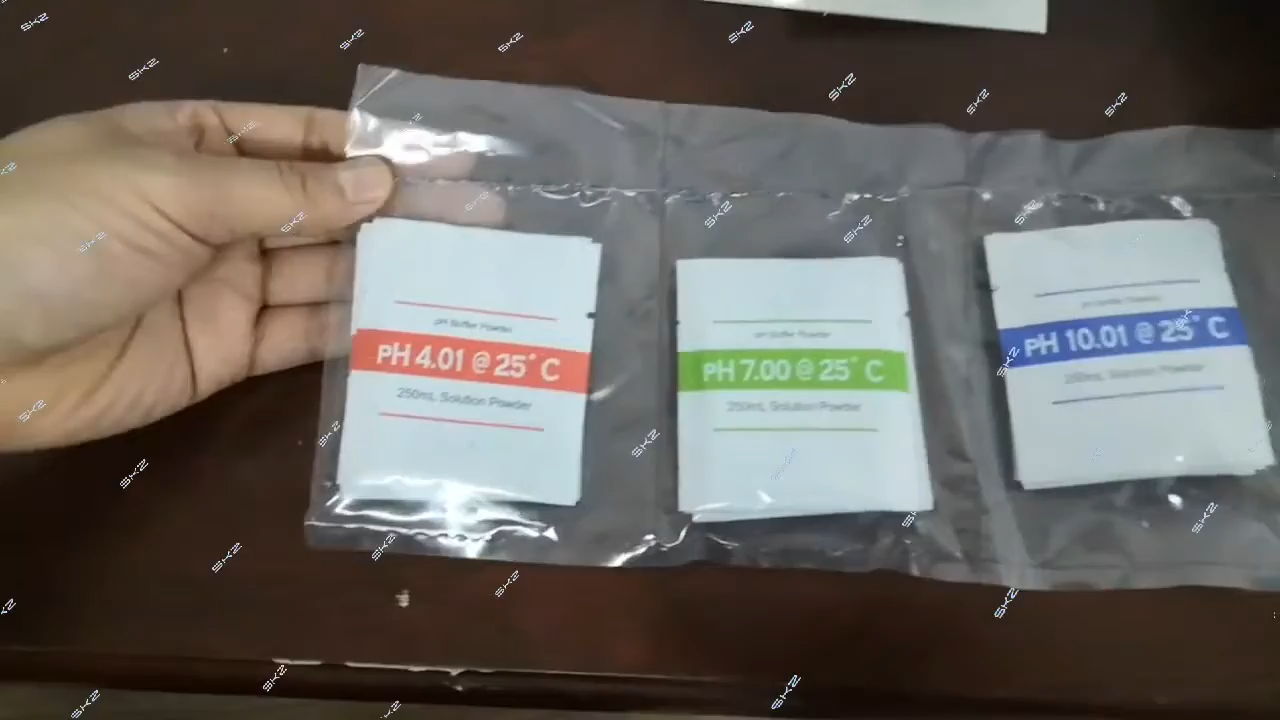 pH Buffer Powder
PH 4.01 @ 25° C
250mL Solution Powder
pH Buffer Powder
PH 7.00 @ 25° C
250mL Solution Powder
pH Buffer Powder
PH 10.01 @ 25° C
250mL Solution Powder
SKZ